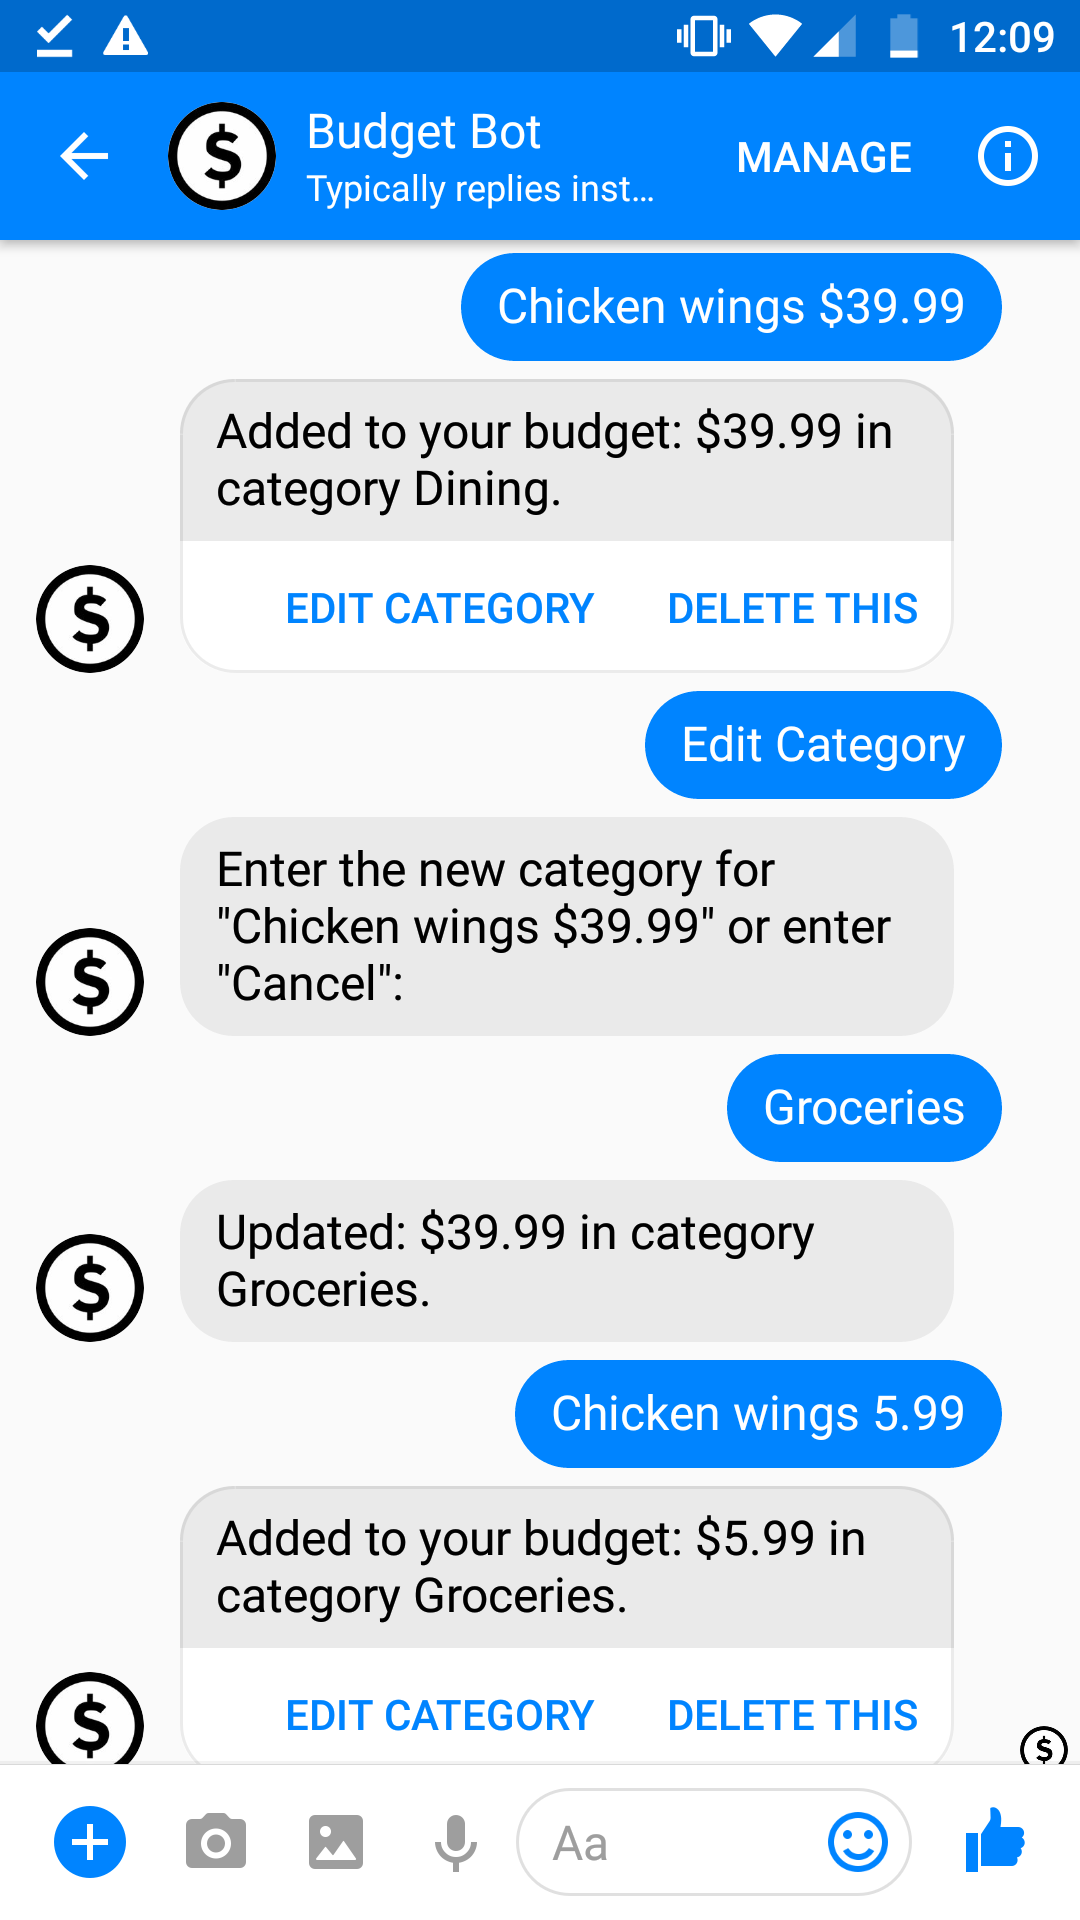 12:09
Budget Bot
Typically replies inst...
MANAGE
Chicken wings $39.99
Added to your budget: $39.99 in
category Dining.
EDIT CATEGORY DELETE THIS
Edit Category
Enter the new category for
"Chicken wings $39.99" or enter
"Cancel":
Groceries
Updated: $39.99 in category
Groceries.
Chicken wings 5.99
Added to your budget: $5.99 in
category Groceries.
EDIT CATEGORY DELETE THIS
Aa